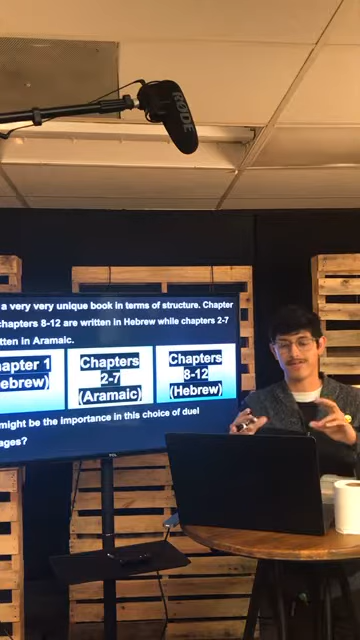 RØDE
a very very unique book in terms of structure. Chapter
chapters 8-12 are written in Hebrew while chapters 2-7
tten in Aramaic.
hapter 1
ebrew)
Chapters
2-7
(Aramaic)
Chapters
8-12
(Hebrew)
might be the importance in this choice of duel
ages?
TCL